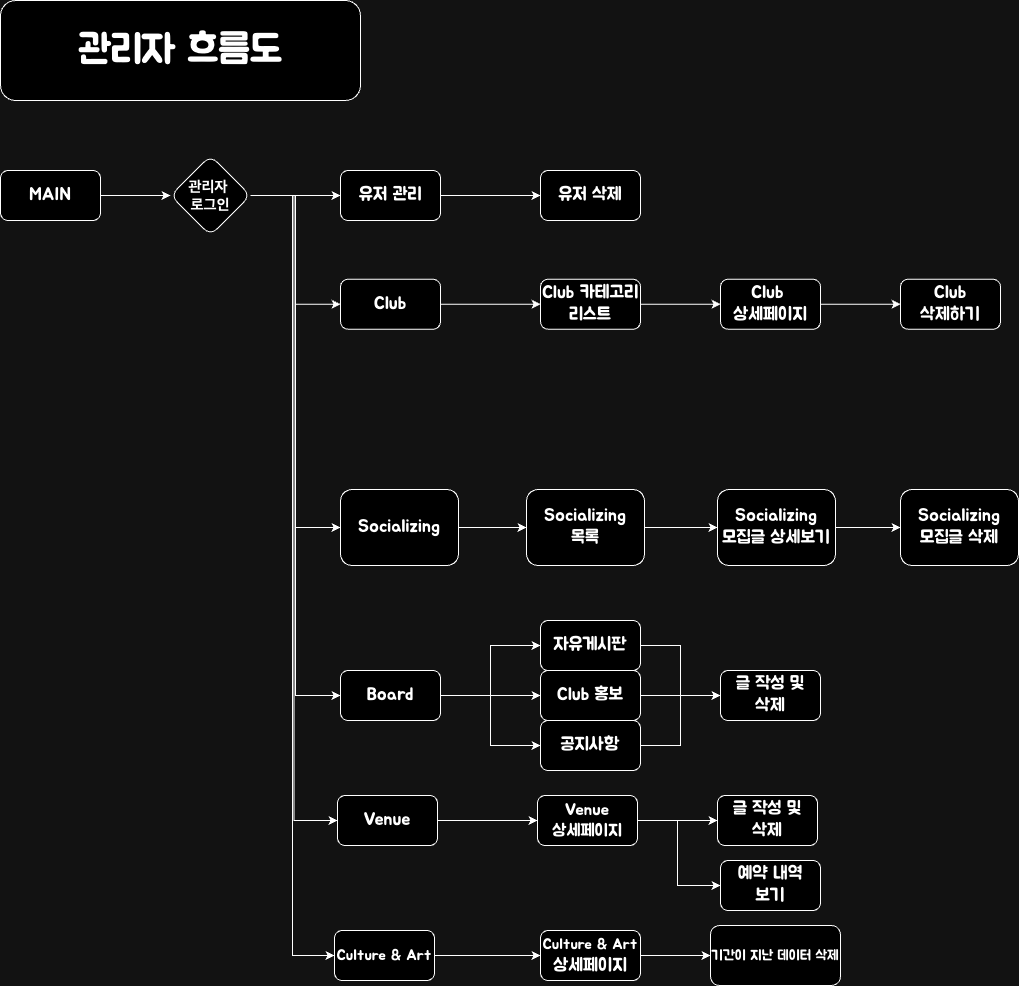 관리자 흐름도
MAIN
관리자
로그인
유저 관리
유저 삭제
Club
Club 카테고리
리스트
Club
상세페이지
Club
삭제하기
Socializing
Socializing
목록
Socializing
모집글 상세보기
Socializing
모집글 삭제
Board
자유게시판
Club 홍보
공지사항
글 작성 및
삭제
Venue
Venue
상세페이지
글 작성 및
삭제
예약 내역
보기
Culture & Art
Culture & Art
상세페이지
기간이 지난 데이터 삭제